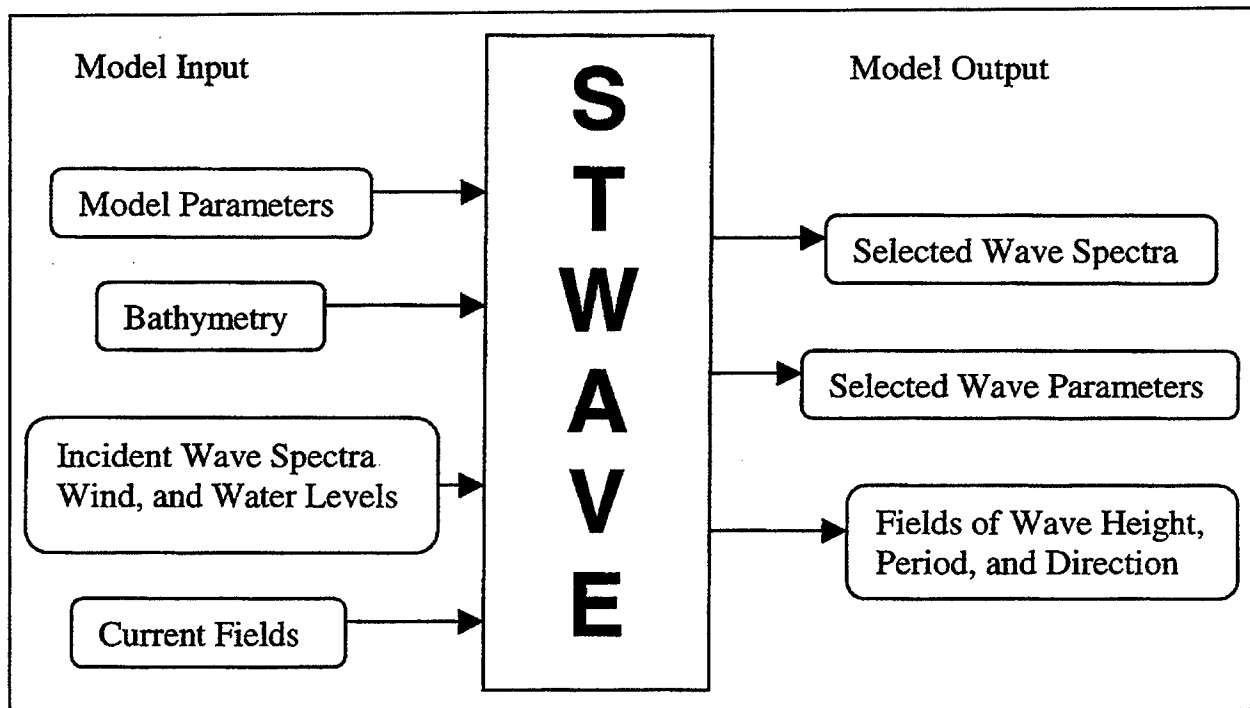 Model Input
Model Parameters
Bathymetry
Incident Wave Spectra
Wind, and Water Levels
Current Fields
S
T
W
A
V
E
Model Output
Selected Wave Spectra
Selected Wave Parameters
Fields of Wave Height,
Period, and Direction